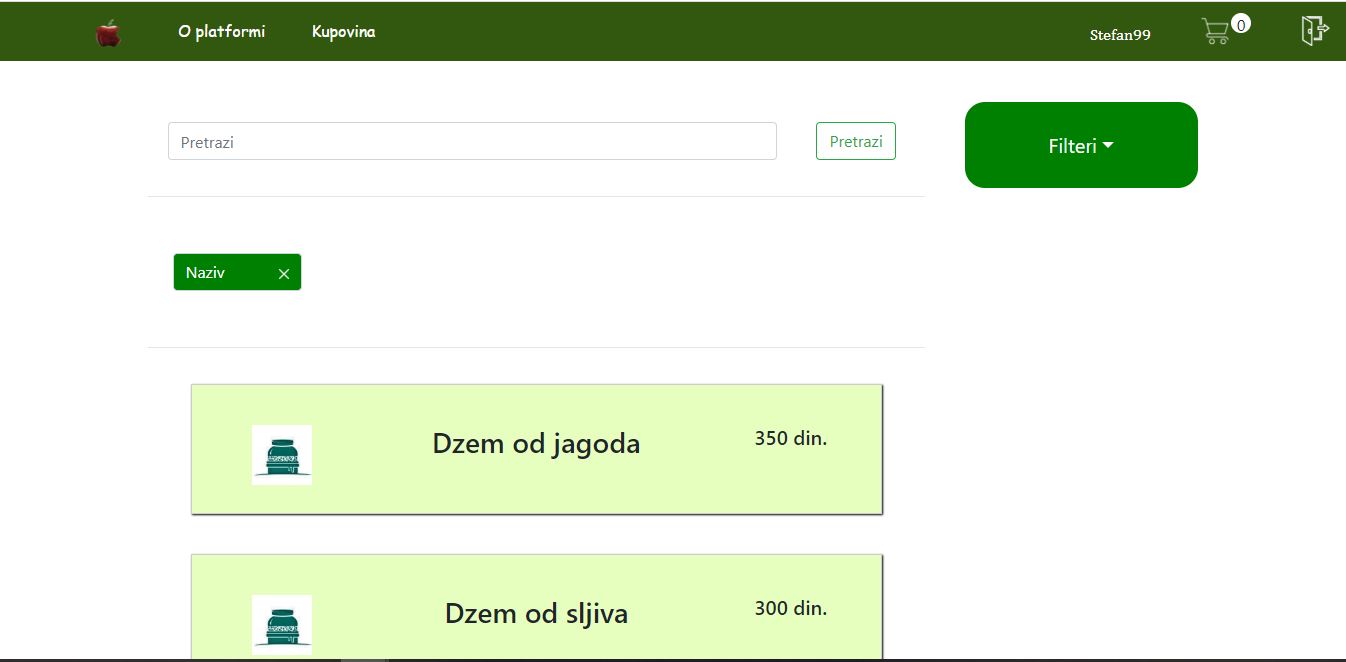 O platformi
Kupovina
Stefan99
0
Pretrazi
Pretrazi
Filteri
Naziv
Dzem od jagoda
350 din.
Dzem od sljiva
300 din.